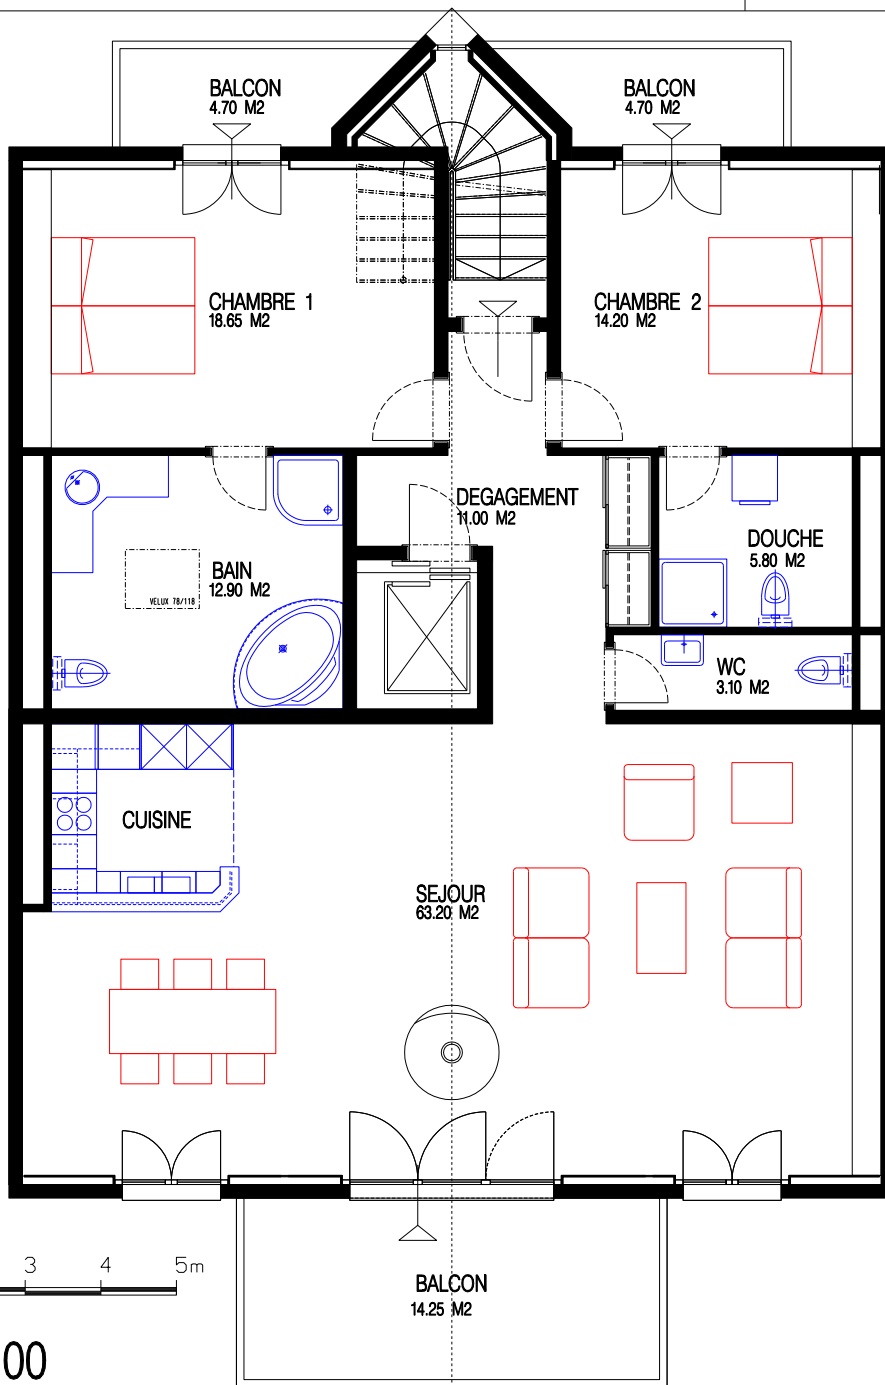 BALCON
4.70 M2
BALCON
4.70 M2
CHAMBRE 1
18.65 M2
CHAMBRE 2
14.20 M2
DEGAGEMENT
11.00 M2
DOUCHE
5.80 M2
BAIN
12.90 M2
VELUX 78/118
WC
3.10 M2
CUISINE
SEJOUR
63.20 M2
3 4 5m
BALCON
14.25 M2
00